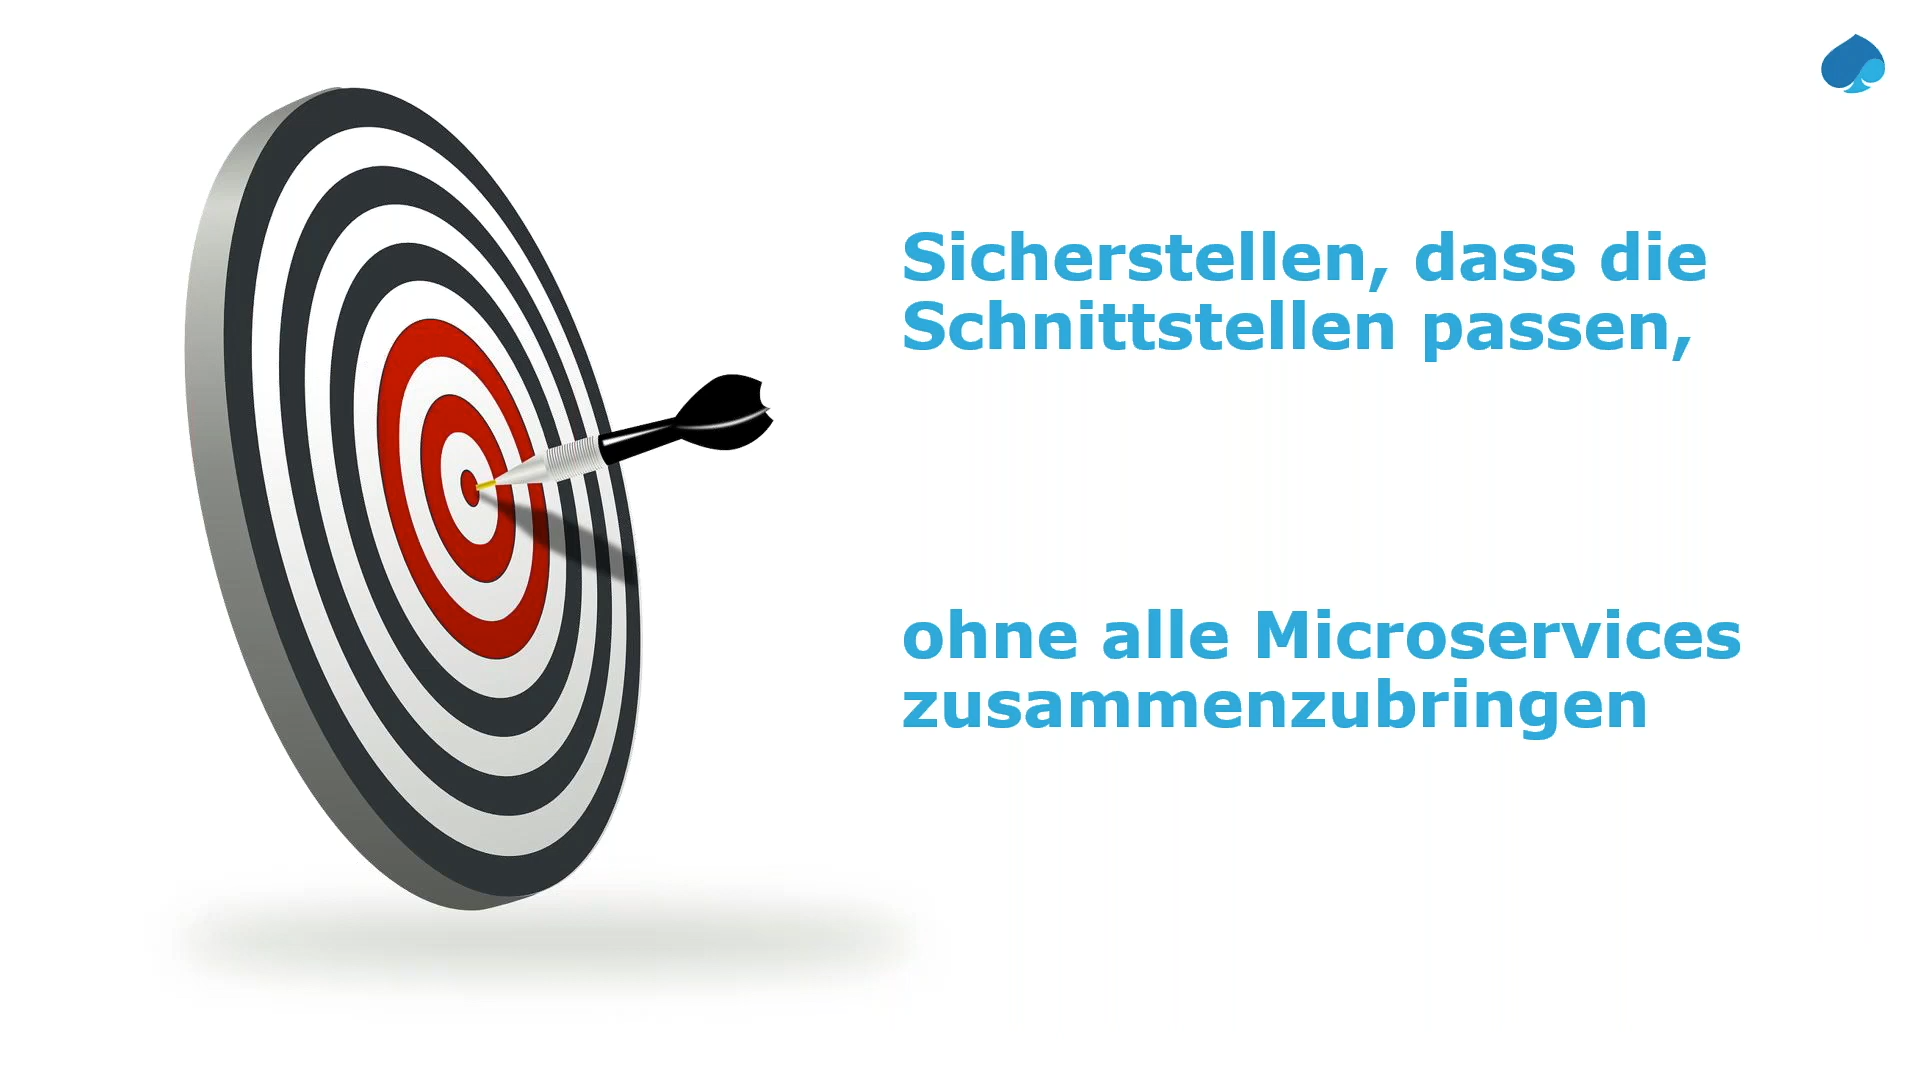 Sicherstellen, dass die
Schnittstellen passen,
ohne alle Microservices
zusammenzubringen